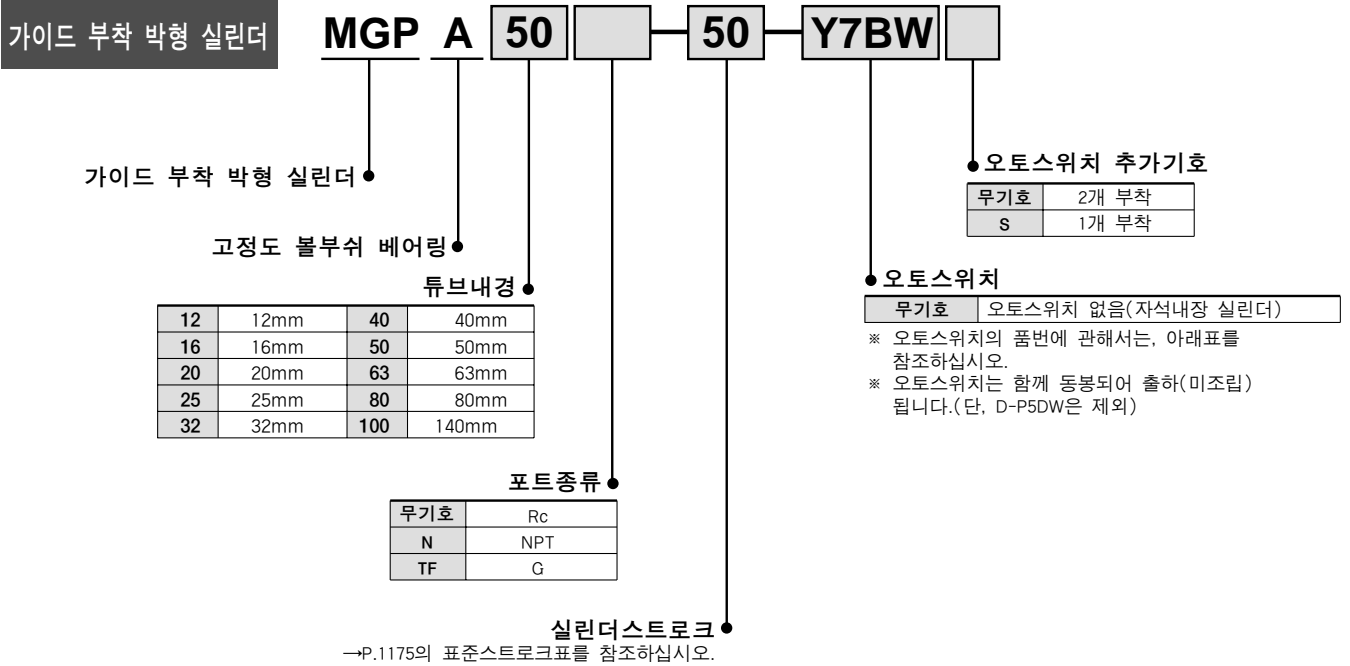 가이드 부착 박형 실린더
MGP A 50 50 Y7BW
가이드 부착 박형 실린더
고정도 볼부쉬 베어링
튜브내경
12 12mm 40 40mm
16 16mm 50 50mm
20 20mm 63 63mm
25 25mm 80 80mm
32 32mm 100 140mm
포트종류
무기호 Rc
N NPT
TF G
실린더스트로크
→P.1175의 표준스트로크표를 참조하십시오.
오토스위치 추가기호
무기호 2개 부착
S 1개 부착
오토스위치
무기호 오토스위치 없음(자석내장 실린더)
※ 오토스위치의 품번에 관해서는, 아래표를
참조하십시오.
※ 오토스위치는 함께 동봉되어 출하(미조립)
됩니다.(단, D-P5DW은 제외)